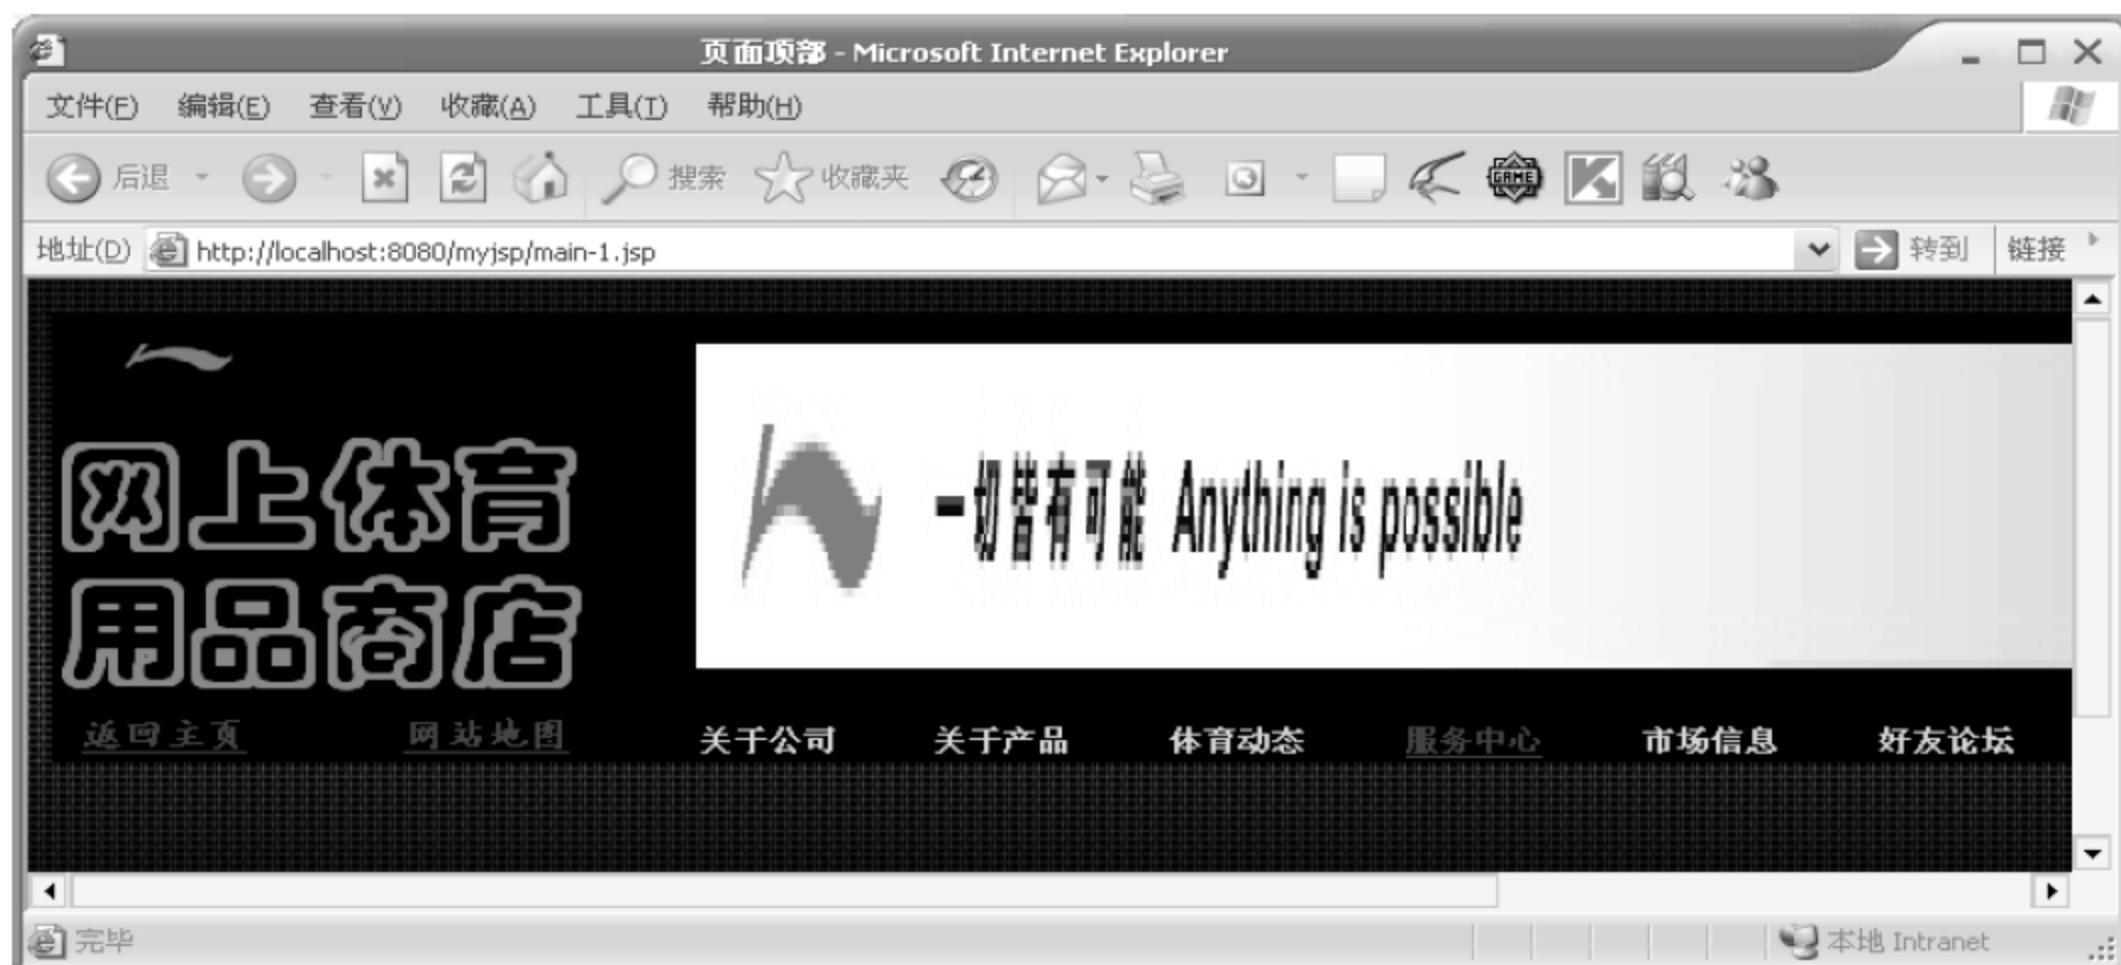 页面顶部 - Microsoft Internet Explorer
文件(F) 编辑(E) 查看(V) 收藏(A) 工具(T) 帮助(H)
后退 搜索 收藏夹 GAME
地址(D) http://localhost:8080/myjsp/main-1.jsp 转到 链接
网上体育
用品商店
一切皆有可能 Anything is possible
返回主页 网站地图 关于公司 关于产品 体育动态 服务中心 市场信息 好友论坛
完毕 本地 Intranet